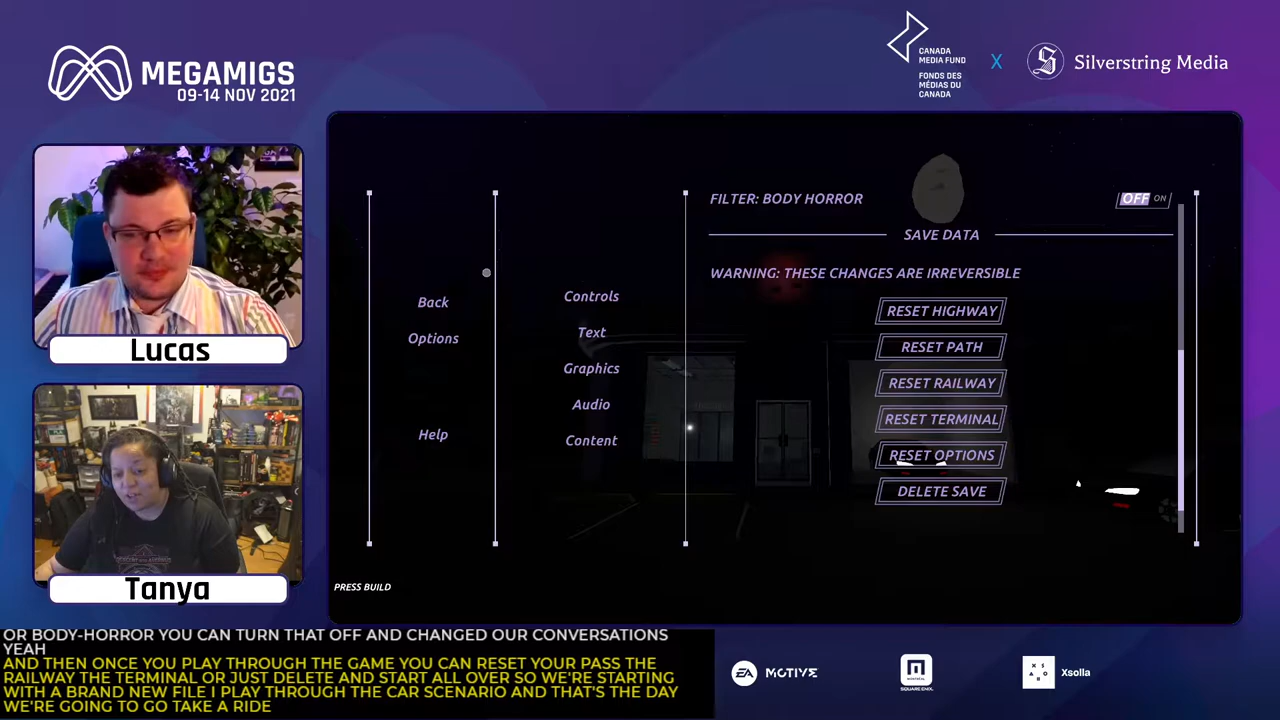 MEGAMIGS
09-14 NOV 2021
CANADA
MEDIA FUND
FONDS DES
MÉDIAS DU
CANADA
X
S
Silverstring Media
Lucas
Tanya
FILTER: BODY HORROR
OFF ON
SAVE DATA
WARNING: THESE CHANGES ARE IRREVERSIBLE
Back
Options
Help
Controls
Text
Graphics
Audio
Content
RESET HIGHWAY
RESET PATH
RESET RAILWAY
RESET TERMINAL
RESET OPTIONS
DELETE SAVE
PRESS BUILD
OR BODY-HORROR YOU CAN TURN THAT OFF AND CHANGED OUR CONVERSATIONS
YEAH
AND THEN ONCE YOU PLAY THROUGH THE GAME YOU CAN RESET YOUR PASS THE
RAILWAY THE TERMINAL OR JUST DELETE AND START ALL OVER SO WE'RE STARTING
WITH A BRAND NEW FILE I PLAY THROUGH THE CAR SCENARIO AND THAT'S THE DAY
WE'RE GOING TO GO TAKE A RIDE
EA MOTIVE
MONTRÉAL
SQUARE ENIX
XS
OLLA
Xsolla